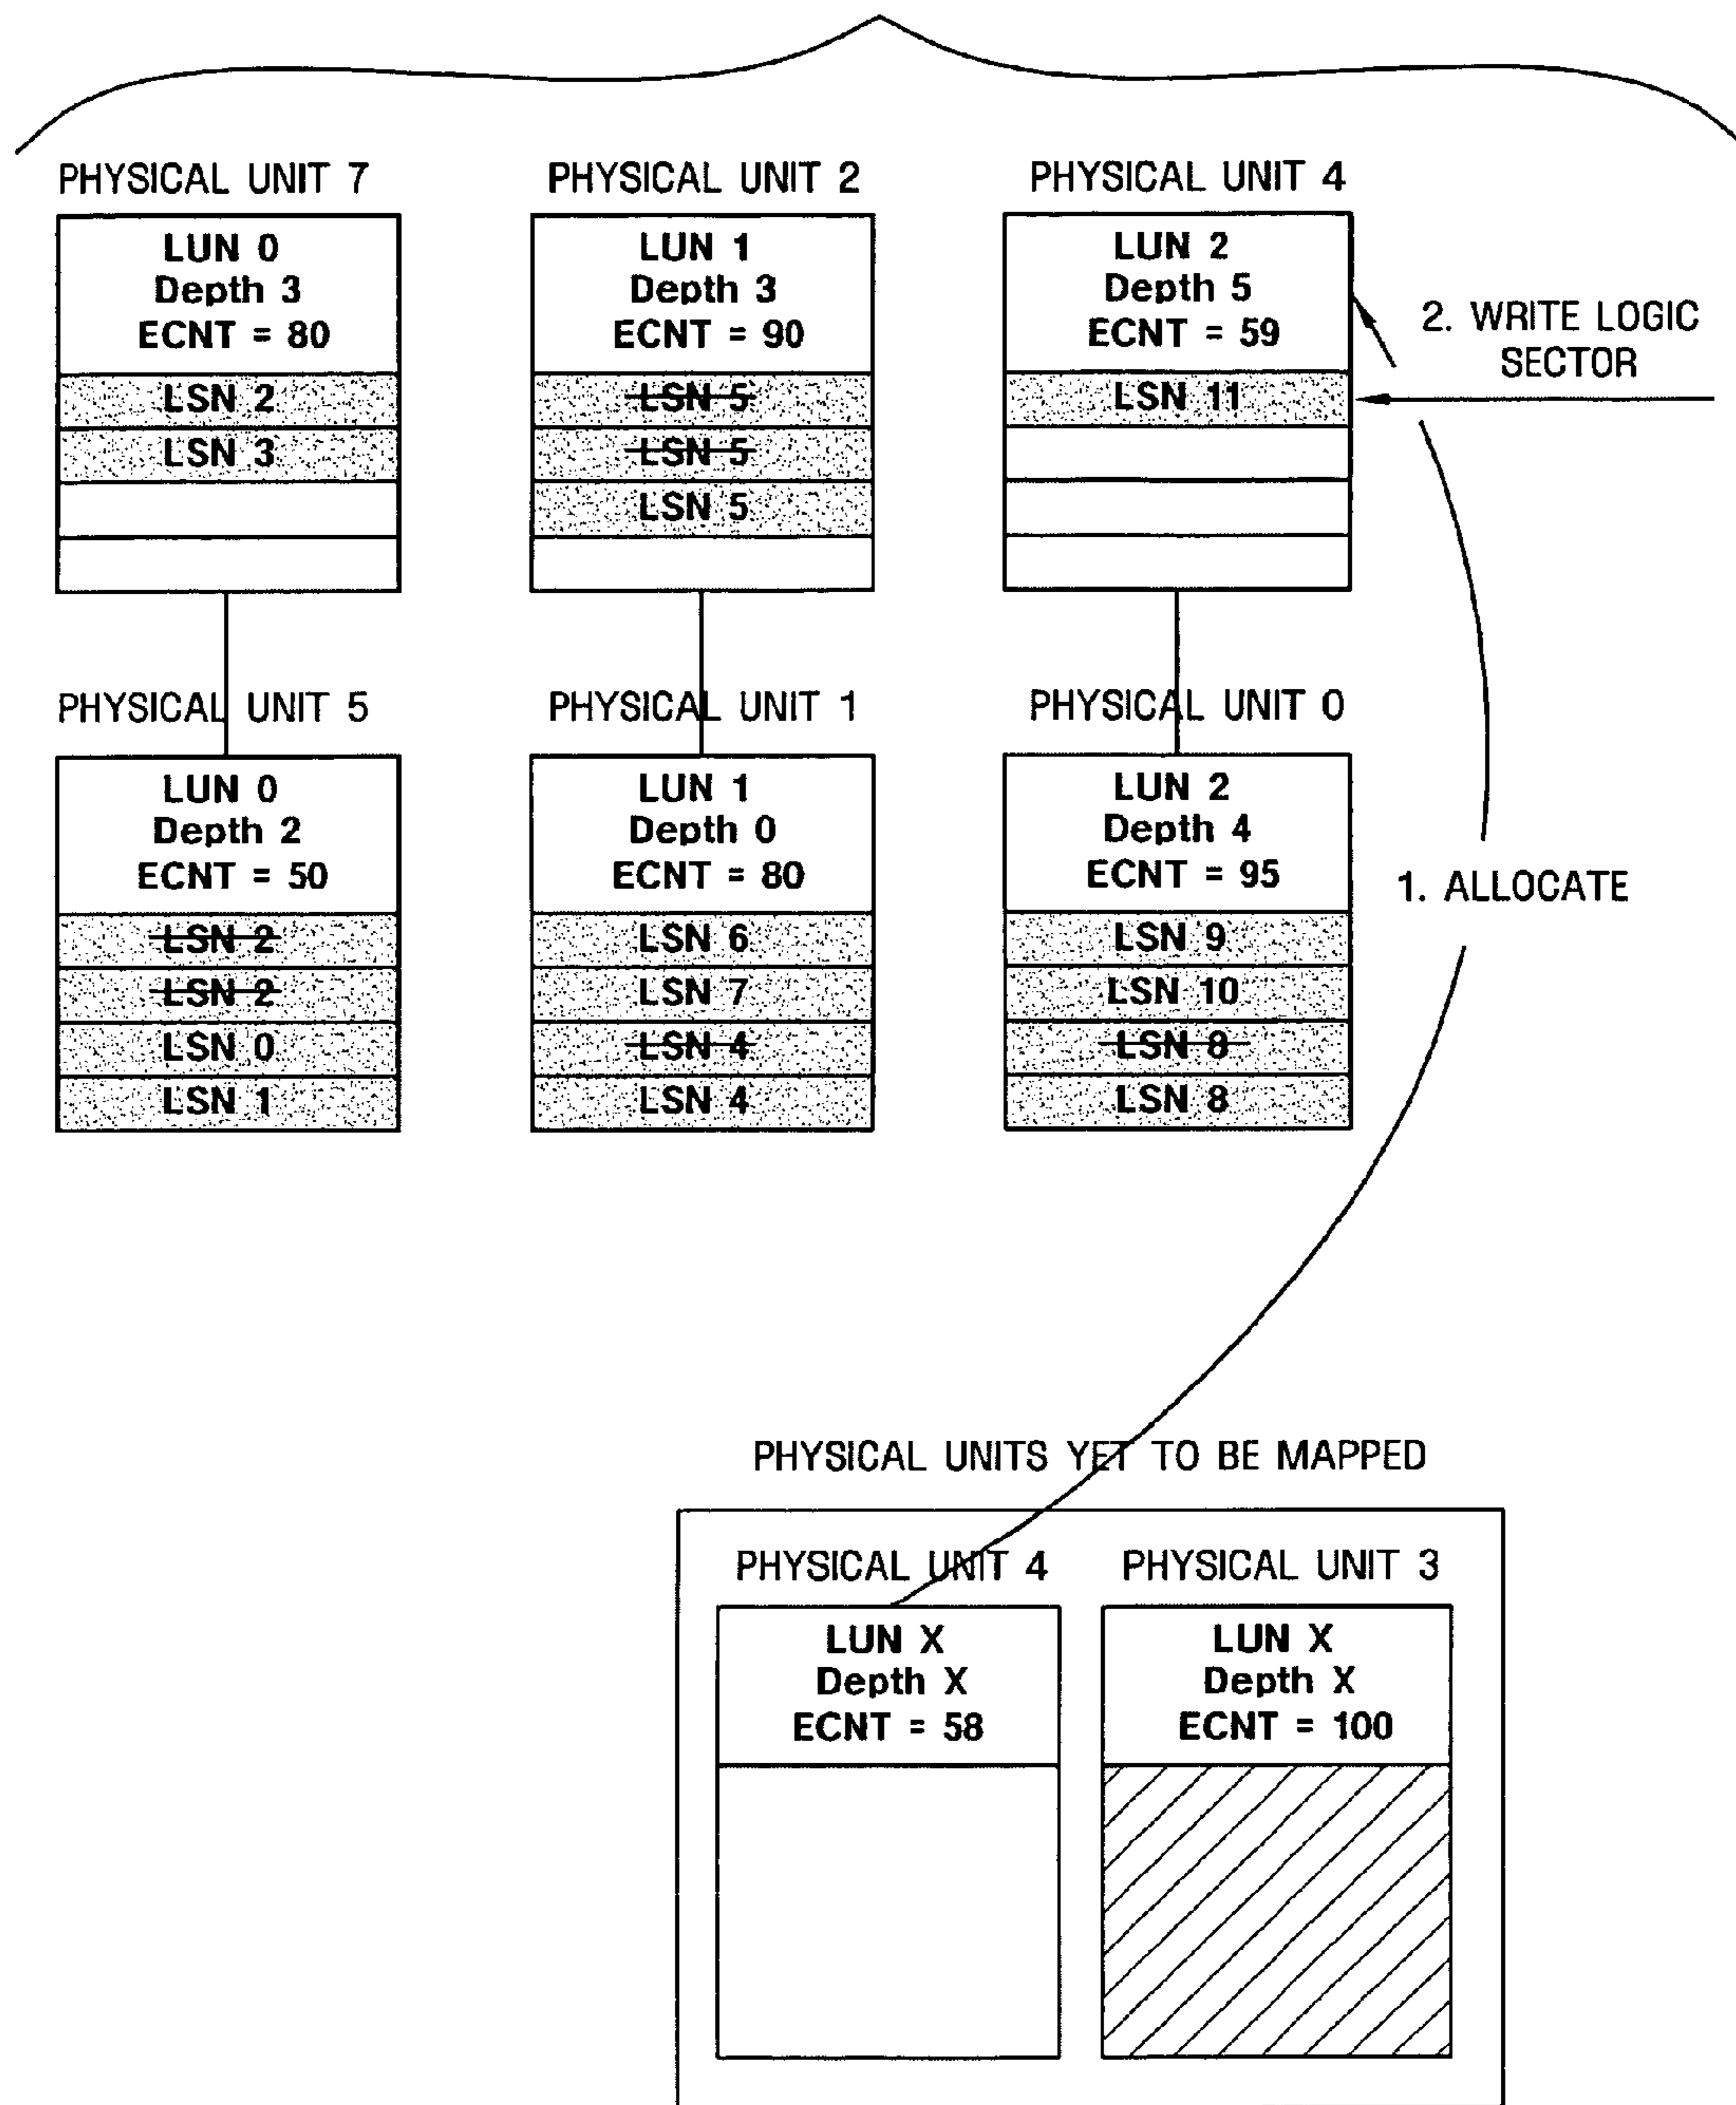 PHYSICAL UNIT 7
LUN 0
Depth 3
ECNT = 80
LSN 2
LSN 3
PHYSICAL UNIT 2
LUN 1
Depth 3
ECNT = 90
LSN 5
LSN 5
LSN 5
PHYSICAL UNIT 4
LUN 2
Depth 5
ECNT = 59
LSN 11
2. WRITE LOGIC
SECTOR
PHYSICAL UNIT 5
LUN 0
Depth 2
ECNT = 50
LSN 2
LSN 2
LSN 0
LSN 1
PHYSICAL UNIT 1
LUN 1
Depth 0
ECNT = 80
LSN 6
LSN 7
LSN 4
LSN 4
PHYSICAL UNIT 0
LUN 2
Depth 4
ECNT = 95
LSN 9
LSN 10
LSN 8
LSN 8
1. ALLOCATE
PHYSICAL UNITS YET TO BE MAPPED
PHYSICAL UNIT 4
LUN X
Depth X
ECNT = 58
PHYSICAL UNIT 3
LUN X
Depth X
ECNT = 100